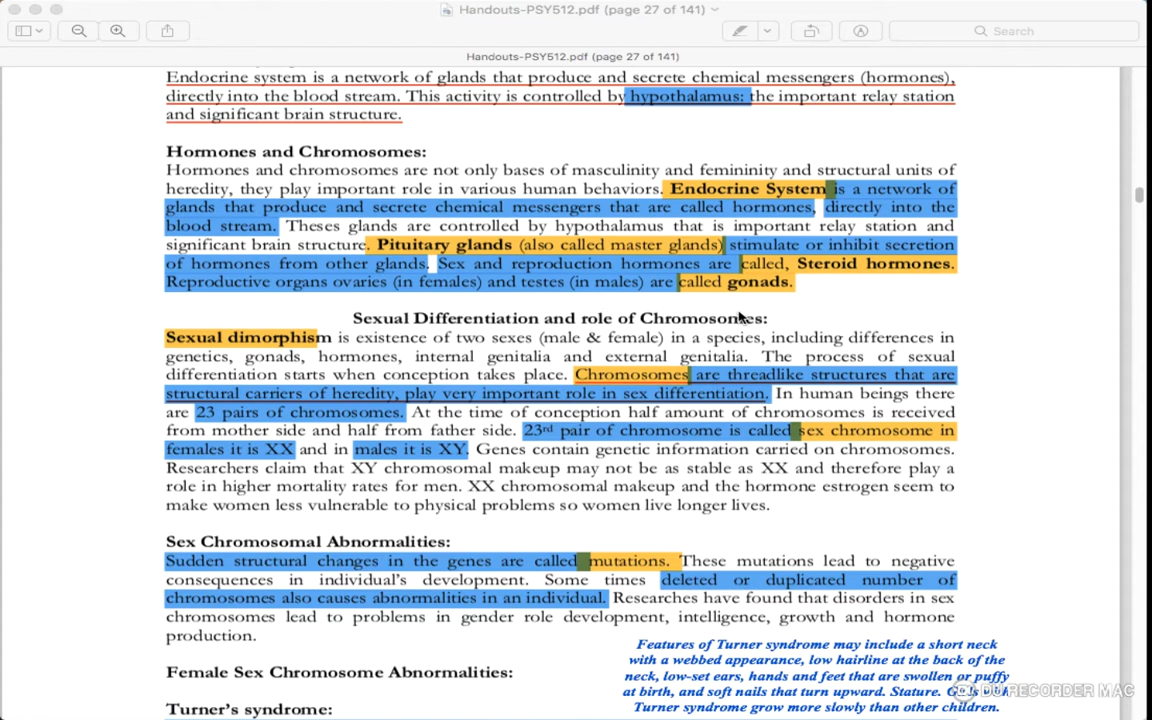 Handouts-PSY512.pdf (page 27 of 141)
Search
Handouts-PSY512.pdf (page 27 of 141)
Endocrine system is a network of glands that produce and secrete chemical messengers (hormones),
directly into the blood stream. This activity is controlled by hypothalamus: the important relay station
and significant brain structure.
Hormones and Chromosomes:
Hormones and chromosomes are not only bases of masculinity and femininity and structural units of
heredity, they play important role in various human behaviors. Endocrine System is a network of
glands that produce and secrete chemical messengers that are called hormones, directly into the
blood stream. Theses glands are controlled by hypothalamus that is important relay station and
significant brain structure. Pituitary glands (also called master glands) stimulate or inhibit secretion
of hormones from other glands. Sex and reproduction hormones are called, Steroid hormones.
Reproductive organs ovaries (in females) and testes (in males) are called gonads.
Sexual Differentiation and role of Chromosomes:
Sexual dimorphism is existence of two sexes (male & female) in a species, including differences in
genetics, gonads, hormones, internal genitalia and external genitalia. The process of sexual
differentiation starts when conception takes place. Chromosomes are threadlike structures that are
structural carriers of heredity, play very important role in sex differentiation. In human beings there
are 23 pairs of chromosomes. At the time of conception half amount of chromosomes is received
from mother side and half from father side. 23rd pair of chromosome is called sex chromosome in
females it is XX and in males it is XY. Genes contain genetic information carried on chromosomes.
Researchers claim that XY chromosomal makeup may not be as stable as XX and therefore play a
role in higher mortality rates for men. XX chromosomal makeup and the hormone estrogen seem to
make women less vulnerable to physical problems so women live longer lives.
Sex Chromosomal Abnormalities:
Sudden structural changes in the genes are called mutations. These mutations lead to negative
consequences in individual's development. Some times deleted or duplicated number of
chromosomes also causes abnormalities in an individual. Researches have found that disorders in sex
chromosomes lead to problems in gender role development, intelligence, growth and hormone
production.
Female Sex Chromosome Abnormalities:
Turner's syndrome:
Features of Turner syndrome may include a short neck
with a webbed appearance, low hairline at the back of the
neck, low-set ears, hands and feet that are swollen or puffy
at birth, and soft nails that turn upward. Stature.
Turner syndrome grow more slowly than other children.
DU RECORDER MAC